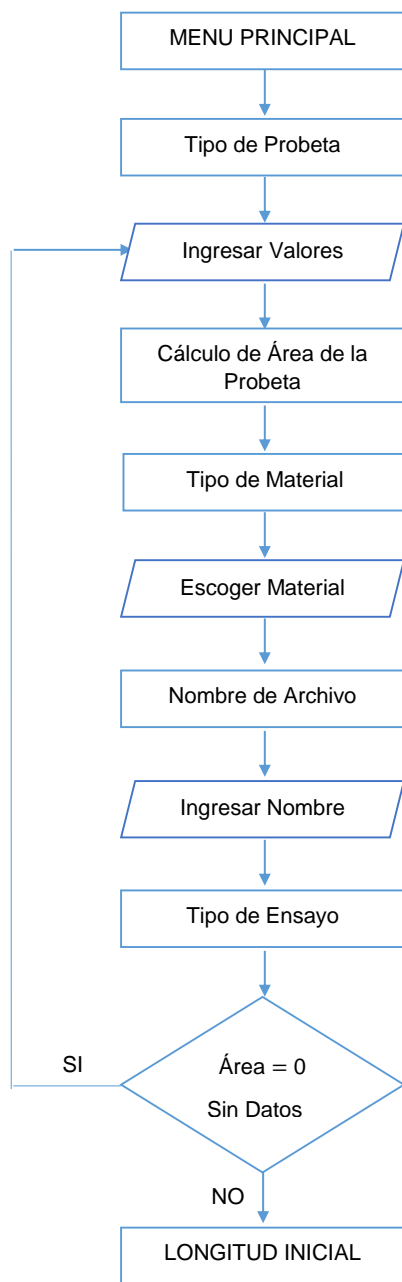 MENU PRINCIPAL
Tipo de Probeta
Ingresar Valores
Cálculo de Área de la
Probeta
Tipo de Material
Escoger Material
Nombre de Archivo
Ingresar Nombre
Tipo de Ensayo
SI
Área = 0
Sin Datos
NO
LONGITUD INICIAL